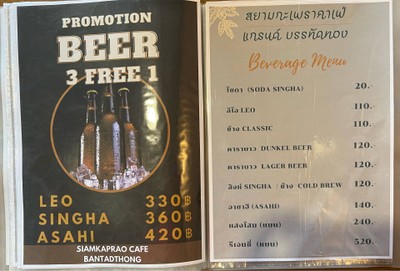 PROMOTION
BEER
3 FREE 1
LEO 330฿
SINGHA 360฿
ASAHI 420฿
SIAMKAPRAO CAFE
BANTADTHONG
สยามกะเพราคาเฟ่
แกรนด์ บรรทัดทอง
Beverage Menu
โซดา (SODA SINGHA) 20.-
ลีโอ LEO 110.-
ช้าง CLASSIC 110.-
คาราบาว DUNKEL BEER 120.-
คาราบาว LAGER BEER 120.-
สิงห์ SINGHA / ช้าง COLD BREW 120.-
อาซาฮี (ASAHI) 140.-
แสงโสม (แบน) 240.-
รีเจนซี่ (แบน) 520.-